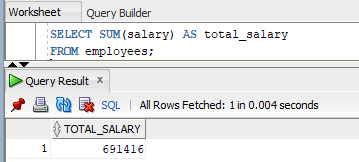 Worksheet Query Builder
SELECT SUM(salary) AS total_salary
FROM employees;
Query Result x
SQL | All Rows Fetched: 1 in 0.004 seconds
TOTAL_SALARY
1 691416